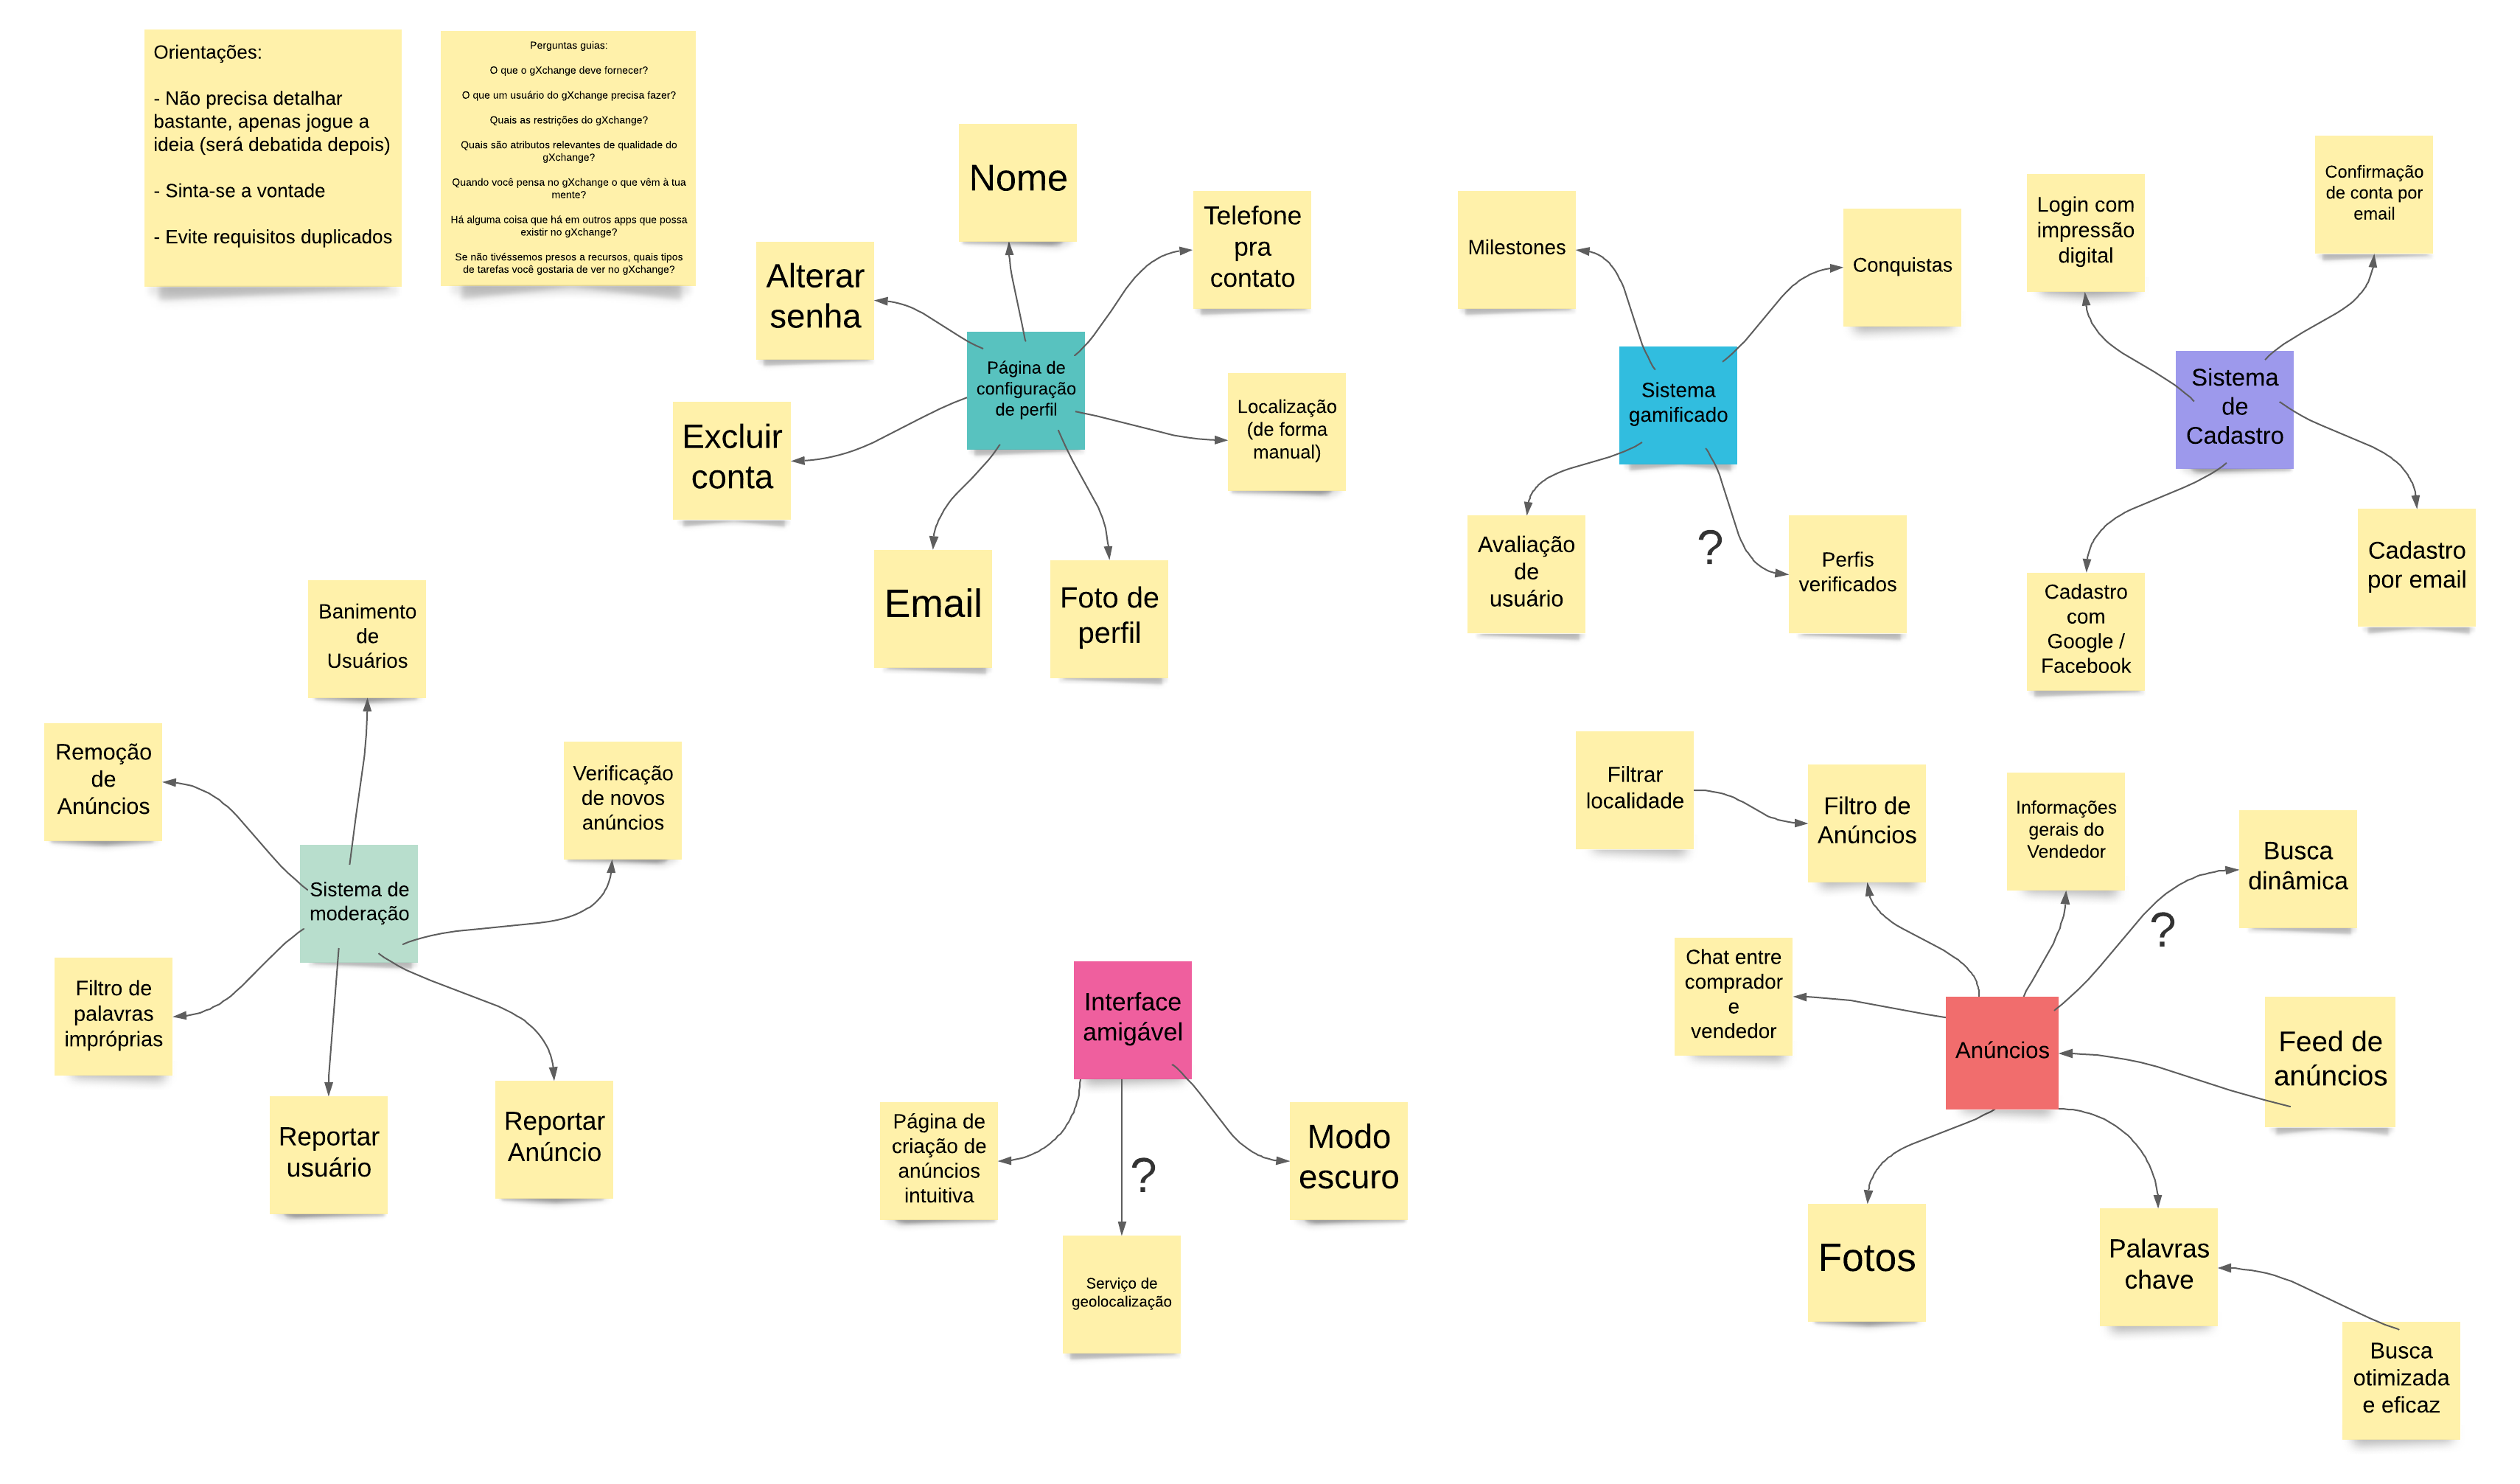 Orientações:
- Não precisa detalhar
bastante, apenas jogue a
ideia (será debatida depois)
- Sinta-se a vontade
- Evite requisitos duplicados
Perguntas guias:
O que o gXchange deve fornecer?
O que um usuário do gXchange precisa fazer?
Quais as restrições do gXchange?
Quais são atributos relevantes de qualidade do
gXchange?
Quando você pensa no gXchange o que vêm à tua
mente?
Há alguma coisa que há em outros apps que possa
existir no gXchange?
Se não tivéssemos presos a recursos, quais tipos
de tarefas você gostaria de ver no gXchange?
Nome
Telefone
pra
contato
Alterar
senha
Página de
configuração
de perfil
Localização
(de forma
manual)
Excluir
conta
Email
Foto de
perfil
Milestones
Conquistas
Sistema
gamificado
Avaliação
de
usuário
?
Perfis
verificados
Login com
impressão
digital
Confirmação
de conta por
email
Sistema
de
Cadastro
Cadastro
com
Google /
Facebook
Cadastro
por email
Banimento
de
Usuários
Remoção
de
Anúncios
Verificação
de novos
anúncios
Sistema de
moderação
Filtro de
palavras
impróprias
Reportar
usuário
Reportar
Anúncio
Interface
amigável
Página de
criação de
anúncios
intuitiva
?
Modo
escuro
Serviço de
geolocalização
Filtrar
localidade
Filtro de
Anúncios
Informações
gerais do
Vendedor
Busca
dinâmica
?
Chat entre
comprador
e
vendedor
Anúncios
Feed de
anúncios
Fotos
Palavras
chave
Busca
otimizada
e eficaz